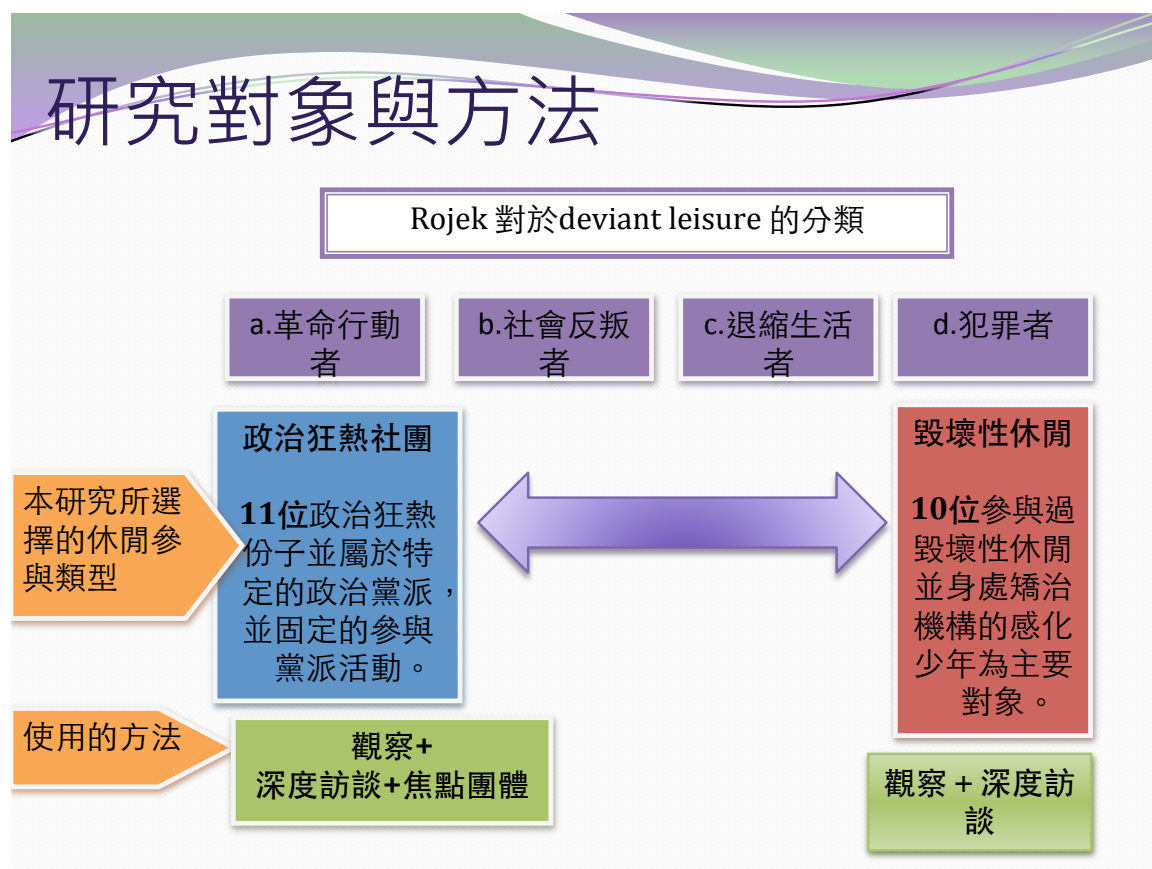 研究對象與方法
Rojek 對於deviant leisure 的分類
a.革命行動
者
b.社會反叛
者
c.退縮生活
者
d.犯罪者
本研究所選
擇的休閒參
與類型
政治狂熱社團
11位政治狂熱
份子並屬於特
定的政治黨派，
並固定的參與
黨派活動。
毀壞性休閒
10位參與過
毀壞性休閒
並身處矯治
機構的感化
少年為主要
對象。
使用的方法
觀察+
深度訪談+焦點團體
觀察 + 深度訪
談